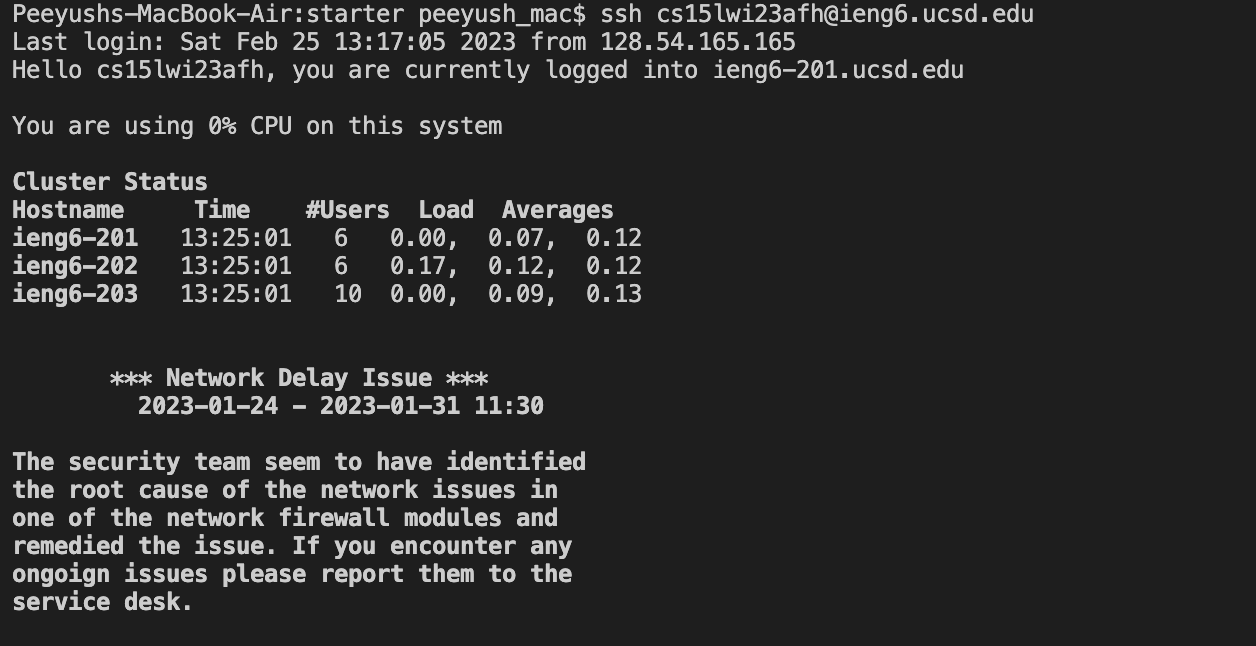 Peeyushs-MacBook-Air:starter peeyush_mac$ ssh cs15lwi23afh@ieng6.ucsd.edu
Last login: Sat Feb 25 13:17:05 2023 from 128.54.165.165
Hello cs15lwi23afh, you are currently logged into ieng6-201.ucsd.edu
You are using 0% CPU on this system
Cluster Status
Hostname     Time    #Users  Load  Averages
ieng6-201   13:25:01   6   0.00,  0.07,  0.12
ieng6-202   13:25:01   6   0.17,  0.12,  0.12
ieng6-203   13:25:01   10  0.00,  0.09,  0.13
*** Network Delay Issue ***
2023-01-24 - 2023-01-31 11:30
The security team seem to have identified
the root cause of the network issues in
one of the network firewall modules and
remedied the issue. If you encounter any
ongoign issues please report them to the
service desk.